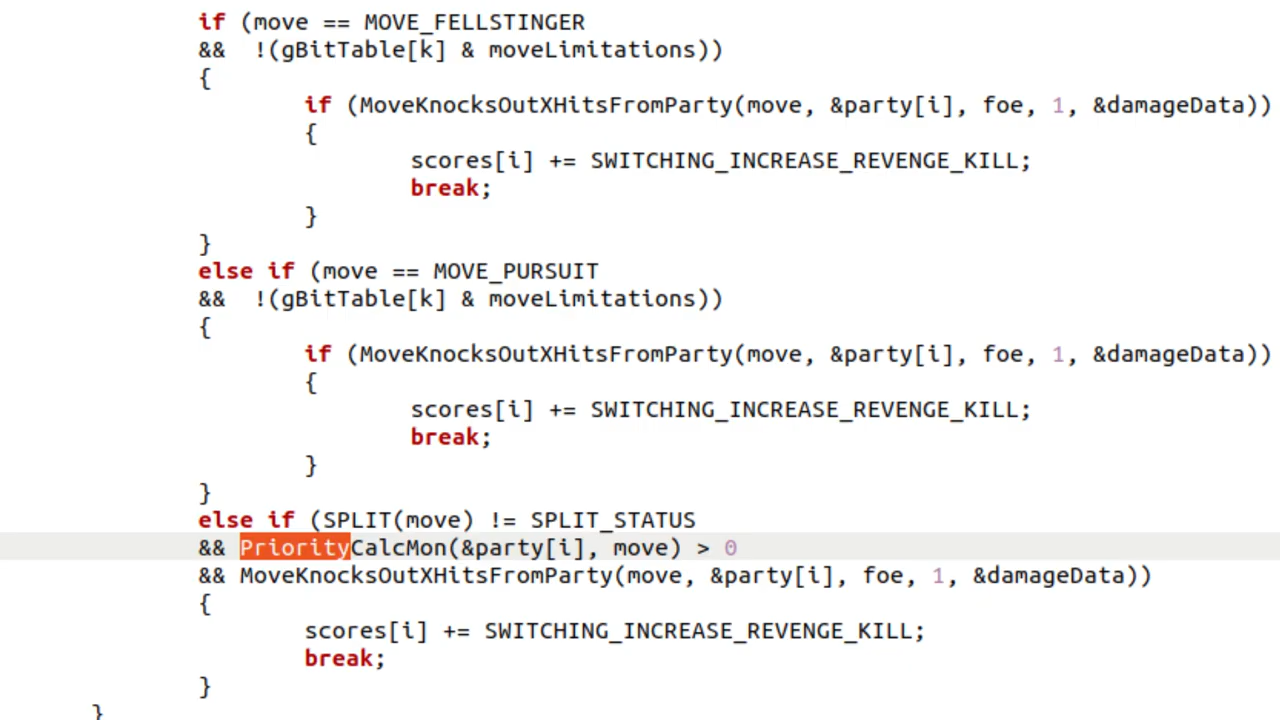 if (move == MOVE_FELLSTINGER
&&  !(gBitTable[k] & moveLimitations))
{
if (MoveKnocksOutXHitsFromParty(move, &party[i], foe, 1, &damageData))
{
scores[i] += SWITCHING_INCREASE_REVENGE_KILL;
break;
}
}
else if (move == MOVE_PURSUIT
&&  !(gBitTable[k] & moveLimitations))
{
if (MoveKnocksOutXHitsFromParty(move, &party[i], foe, 1, &damageData))
{
scores[i] += SWITCHING_INCREASE_REVENGE_KILL;
break;
}
}
else if (SPLIT(move) != SPLIT_STATUS
&& PriorityCalcMon(&party[i], move) > 0
&& MoveKnocksOutXHitsFromParty(move, &party[i], foe, 1, &damageData))
{
scores[i] += SWITCHING_INCREASE_REVENGE_KILL;
break;
}
}